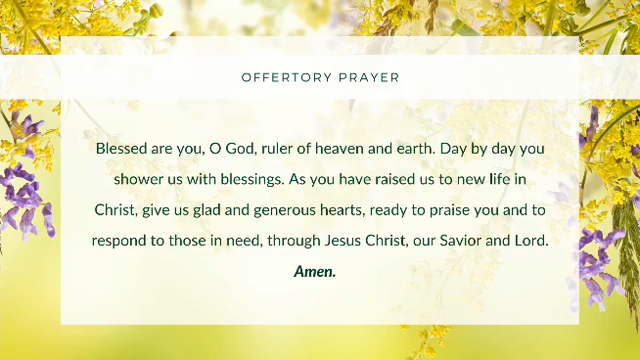 OFFERTORY PRAYER
Blessed are you, O God, ruler of heaven and earth. Day by day you
shower us with blessings. As you have raised us to new life in
Christ, give us glad and generous hearts, ready to praise you and to
respond to those in need, through Jesus Christ, our Savior and Lord.
Amen.